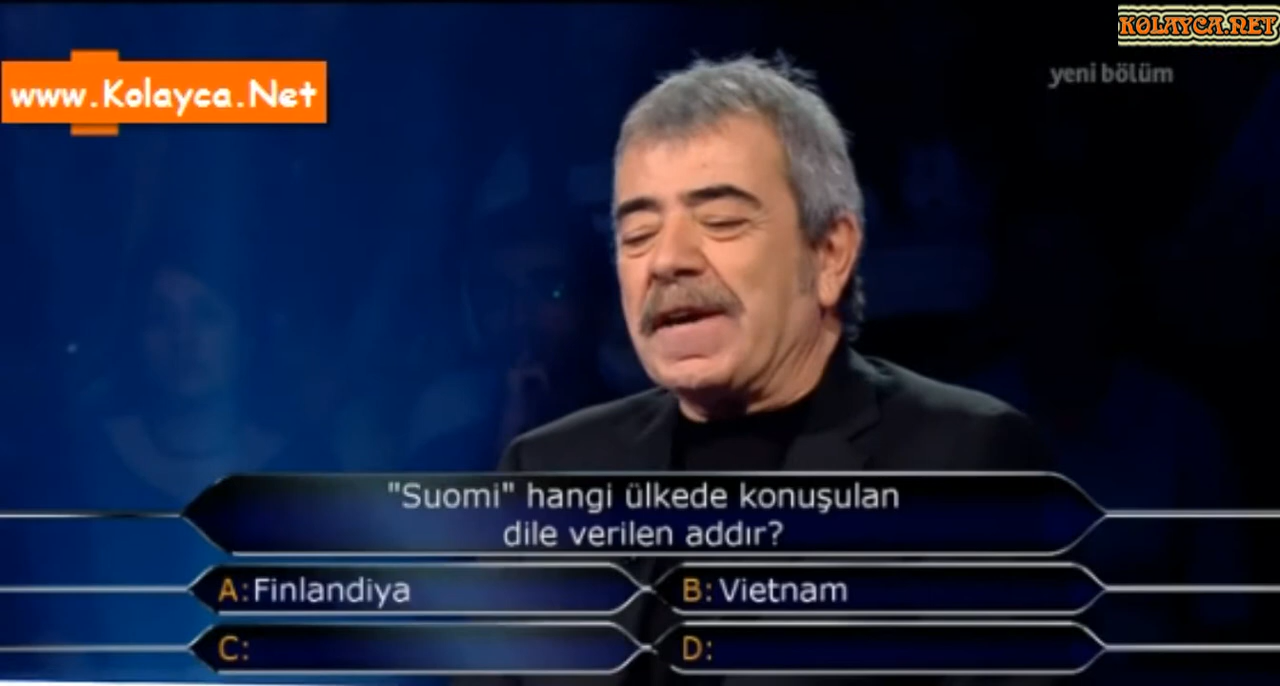 KOLAYCA.NET
www.Kolayca.Net
yeni bölüm
"Suomi" hangi ülkede konuşulan
dile verilen addır?
A: Finlandiya
B: Vietnam
C:
D: